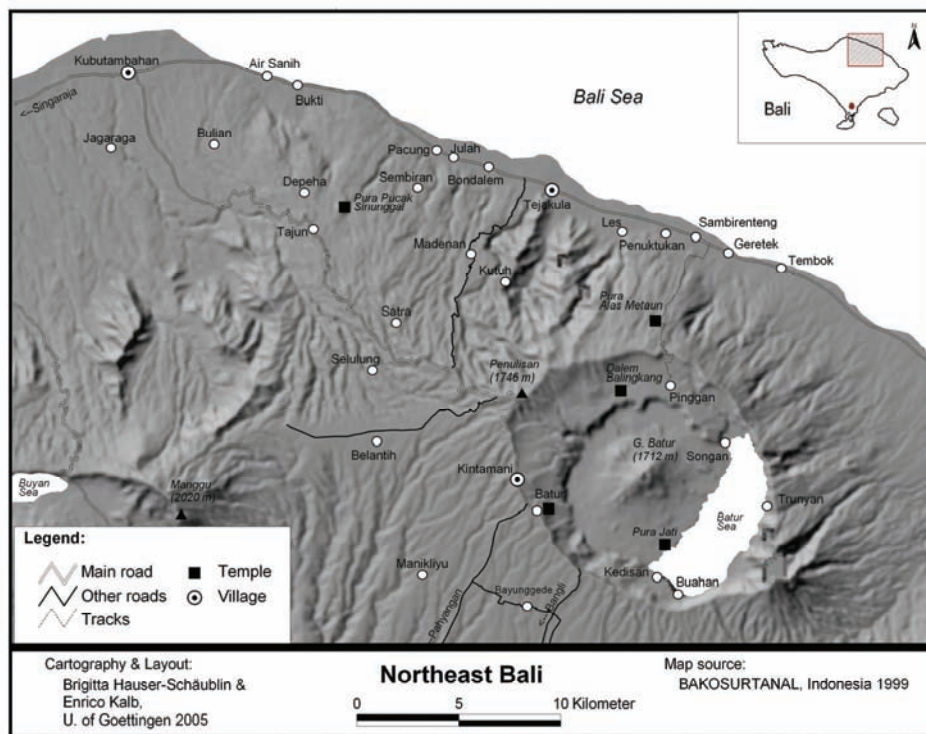 Kubutambahan
Air Sanih
Bukti
<--Singaraja
Bali Sea
N
Bali
Jagaraga
Bulian
Pacung
Julah
Sembiran
Bondalem
Depeha
Pura Pucak
Sinunggal
Tejakula
Tajun
Les
Sambirenteng
Penuktukan
Geretek
Tembok
Madenan
Kutuh
Pura
Alas Metaun
Satra
Selulung
Penulisan
(1746 m)
Dalem
Balingkang
Pinggan
Belantih
G. Batur
(1712 m)
Songan
Kintamani
Buyan
Sea
Manggu
(2020 m)
Batur
Trunyan
Batur
Sea
Pura Jati
Manikliyu
Kedisan
Buahan
Bayunggede
Pahyangan
<--Bangli
Legend:
Main road
Other roads
Tracks
Temple
Village
Cartography & Layout:
Brigitta Hauser-Schäublin &
Enrico Kalb,
U. of Goettingen 2005
Northeast Bali
0 5 10 Kilometer
Map source:
BAKOSURTANAL, Indonesia 1999